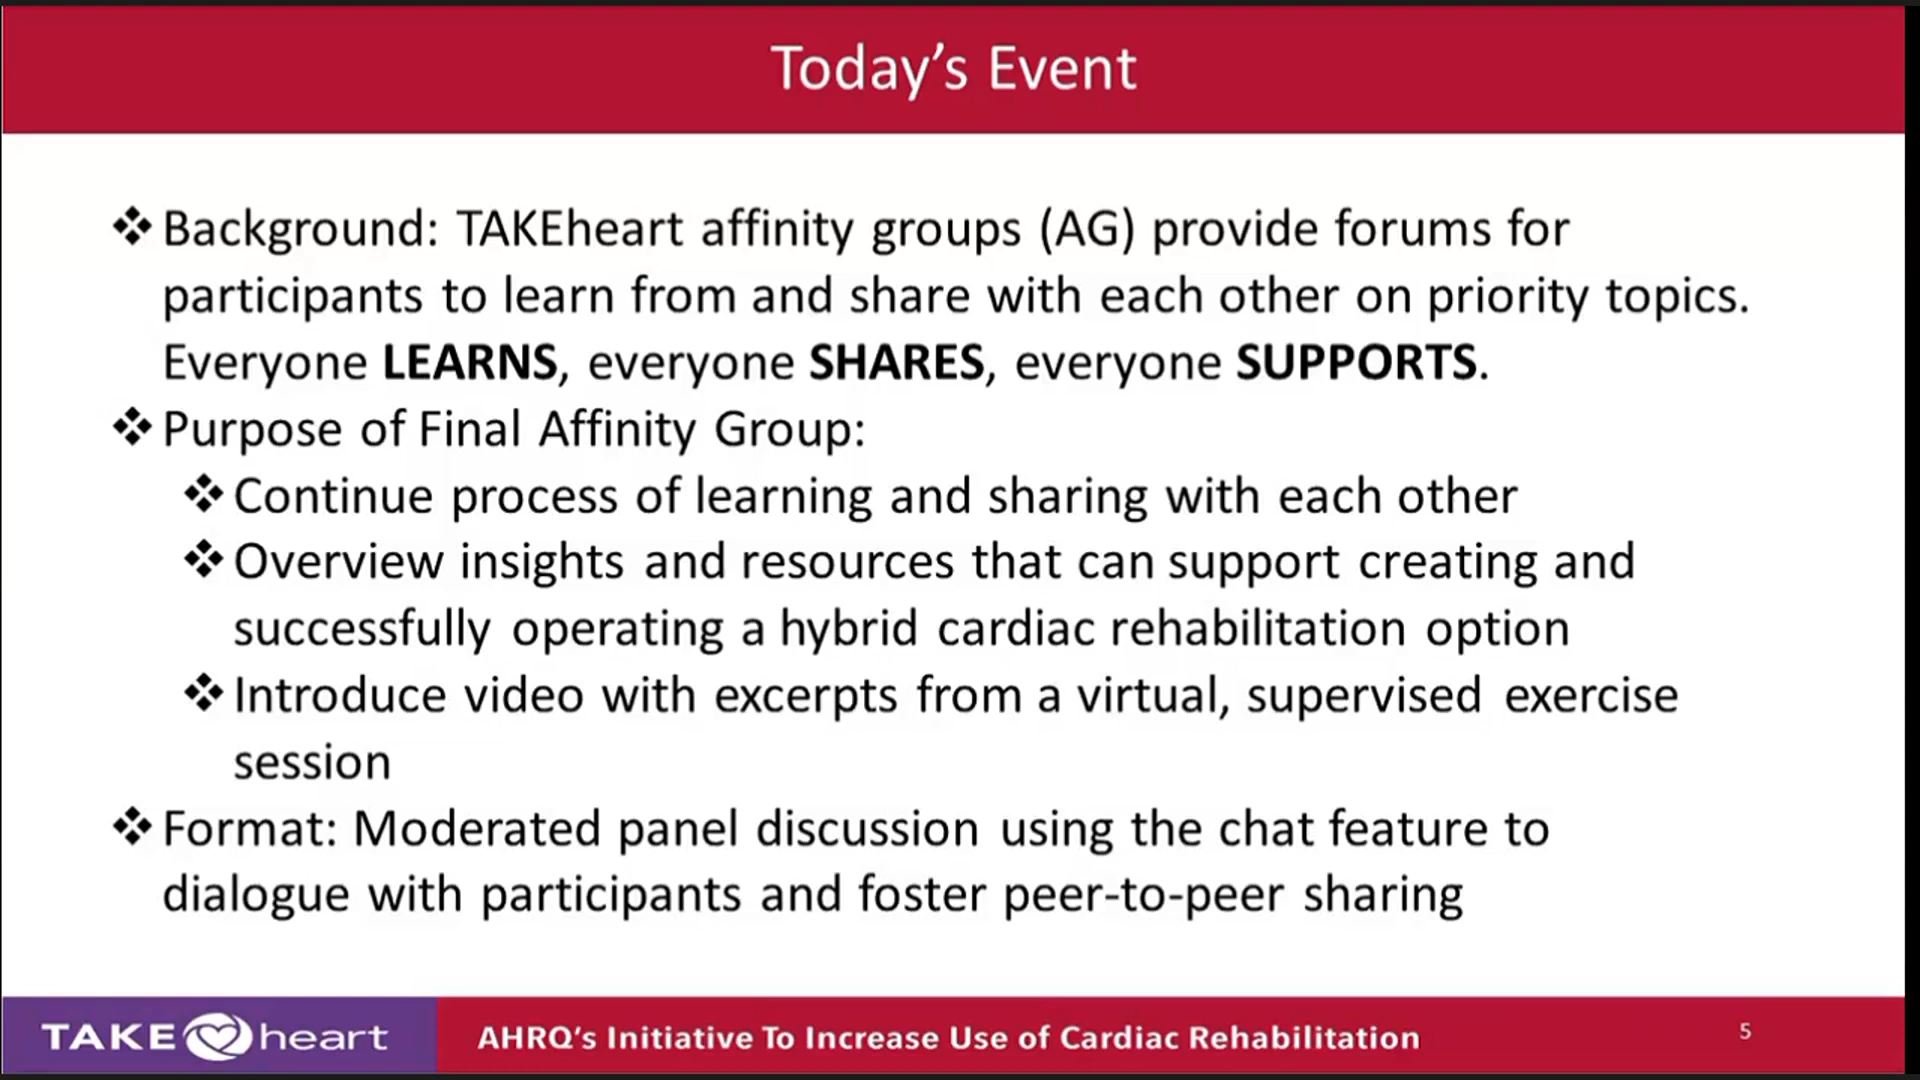 Today’s Event
❖ Background: TAKEheart affinity groups (AG) provide forums for
participants to learn from and share with each other on priority topics.
Everyone LEARNS, everyone SHARES, everyone SUPPORTS.
❖ Purpose of Final Affinity Group:
❖ Continue process of learning and sharing with each other
❖ Overview insights and resources that can support creating and
successfully operating a hybrid cardiac rehabilitation option
❖ Introduce video with excerpts from a virtual, supervised exercise
session
❖ Format: Moderated panel discussion using the chat feature to
dialogue with participants and foster peer-to-peer sharing
TAKE heart
AHRQ’s Initiative To Increase Use of Cardiac Rehabilitation
5